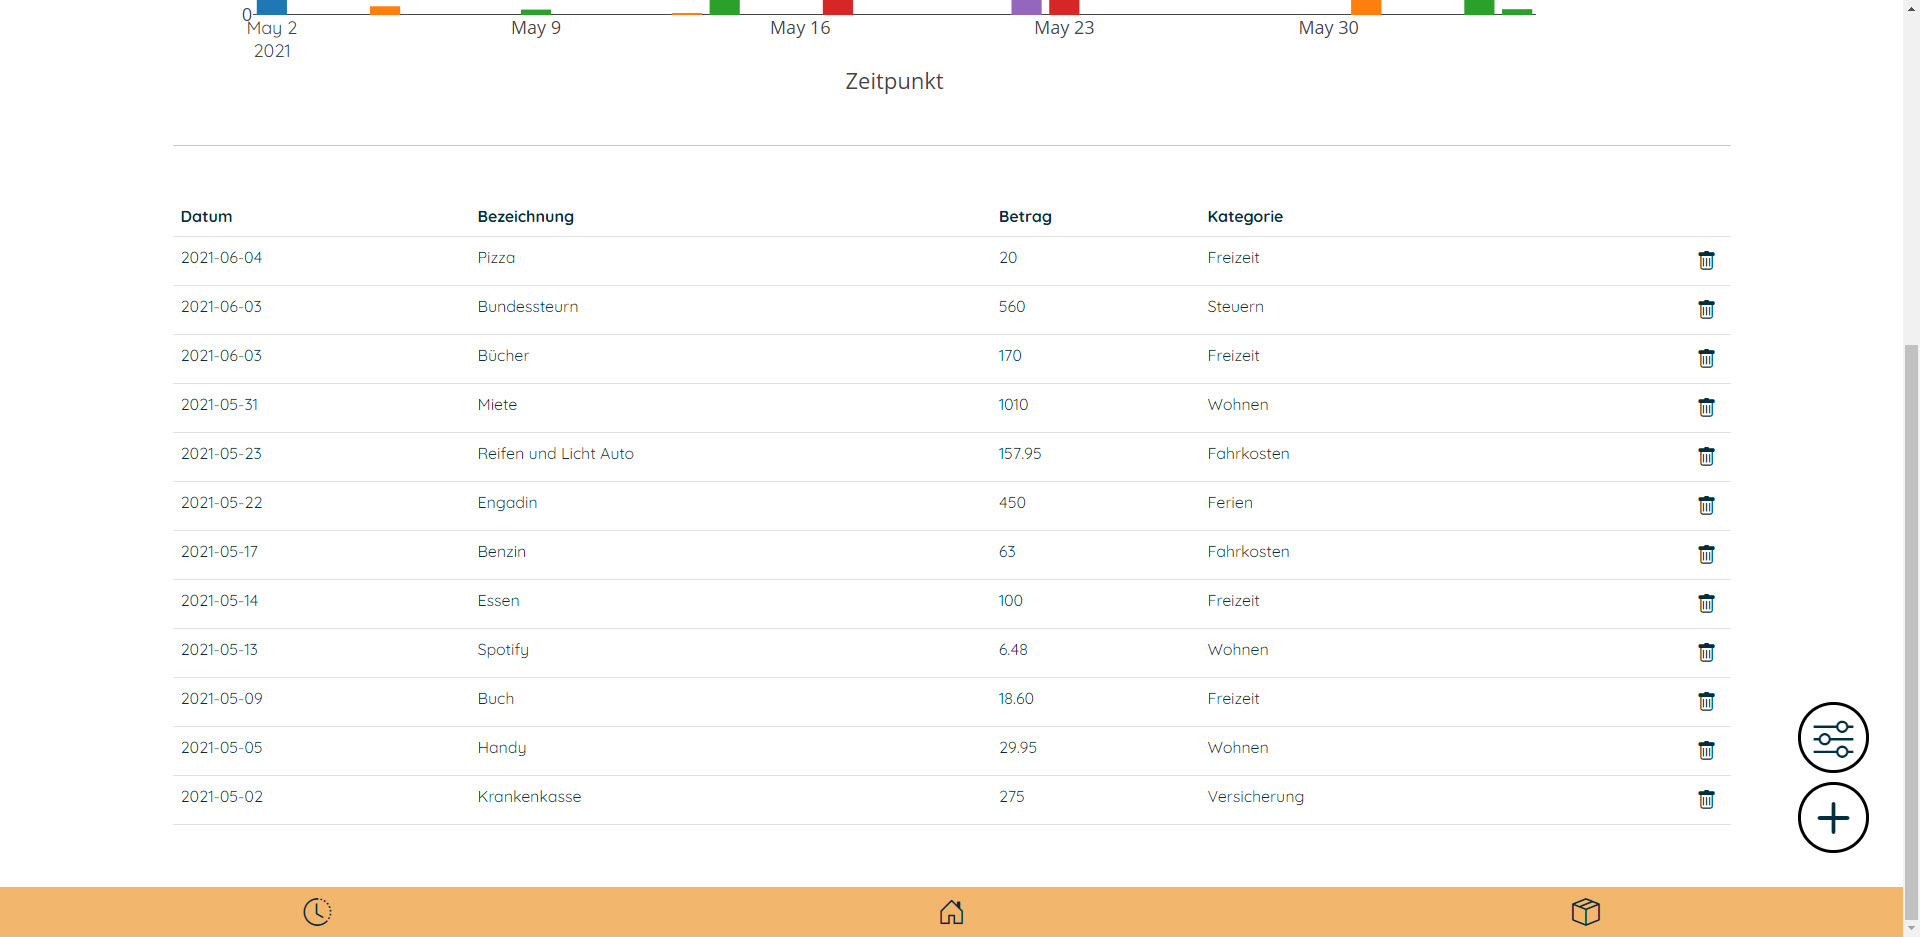 0
May 2 May 9 May 16 May 23 May 30
2021
Zeitpunkt
Datum Bezeichnung Betrag Kategorie
2021-06-04 Pizza 20 Freizeit
2021-06-03 Bundessteurn 560 Steuern
2021-06-03 Bücher 170 Freizeit
2021-05-31 Miete 1010 Wohnen
2021-05-23 Reifen und Licht Auto 157.95 Fahrkosten
2021-05-22 Engadin 450 Ferien
2021-05-17 Benzin 63 Fahrkosten
2021-05-14 Essen 100 Freizeit
2021-05-13 Spotify 6.48 Wohnen
2021-05-09 Buch 18.60 Freizeit
2021-05-05 Handy 29.95 Wohnen
2021-05-02 Krankenkasse 275 Versicherung